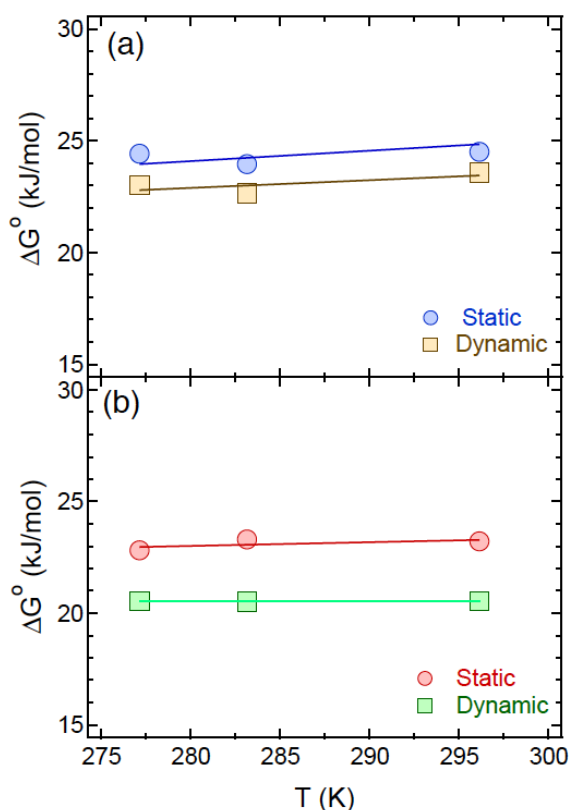 (a)
30
25
20
15
ΔG° (kJ/mol)
Static
Dynamic
(b)
30
25
20
15
ΔG° (kJ/mol)
Static
Dynamic
275 280 285 290 295 300
T (K)